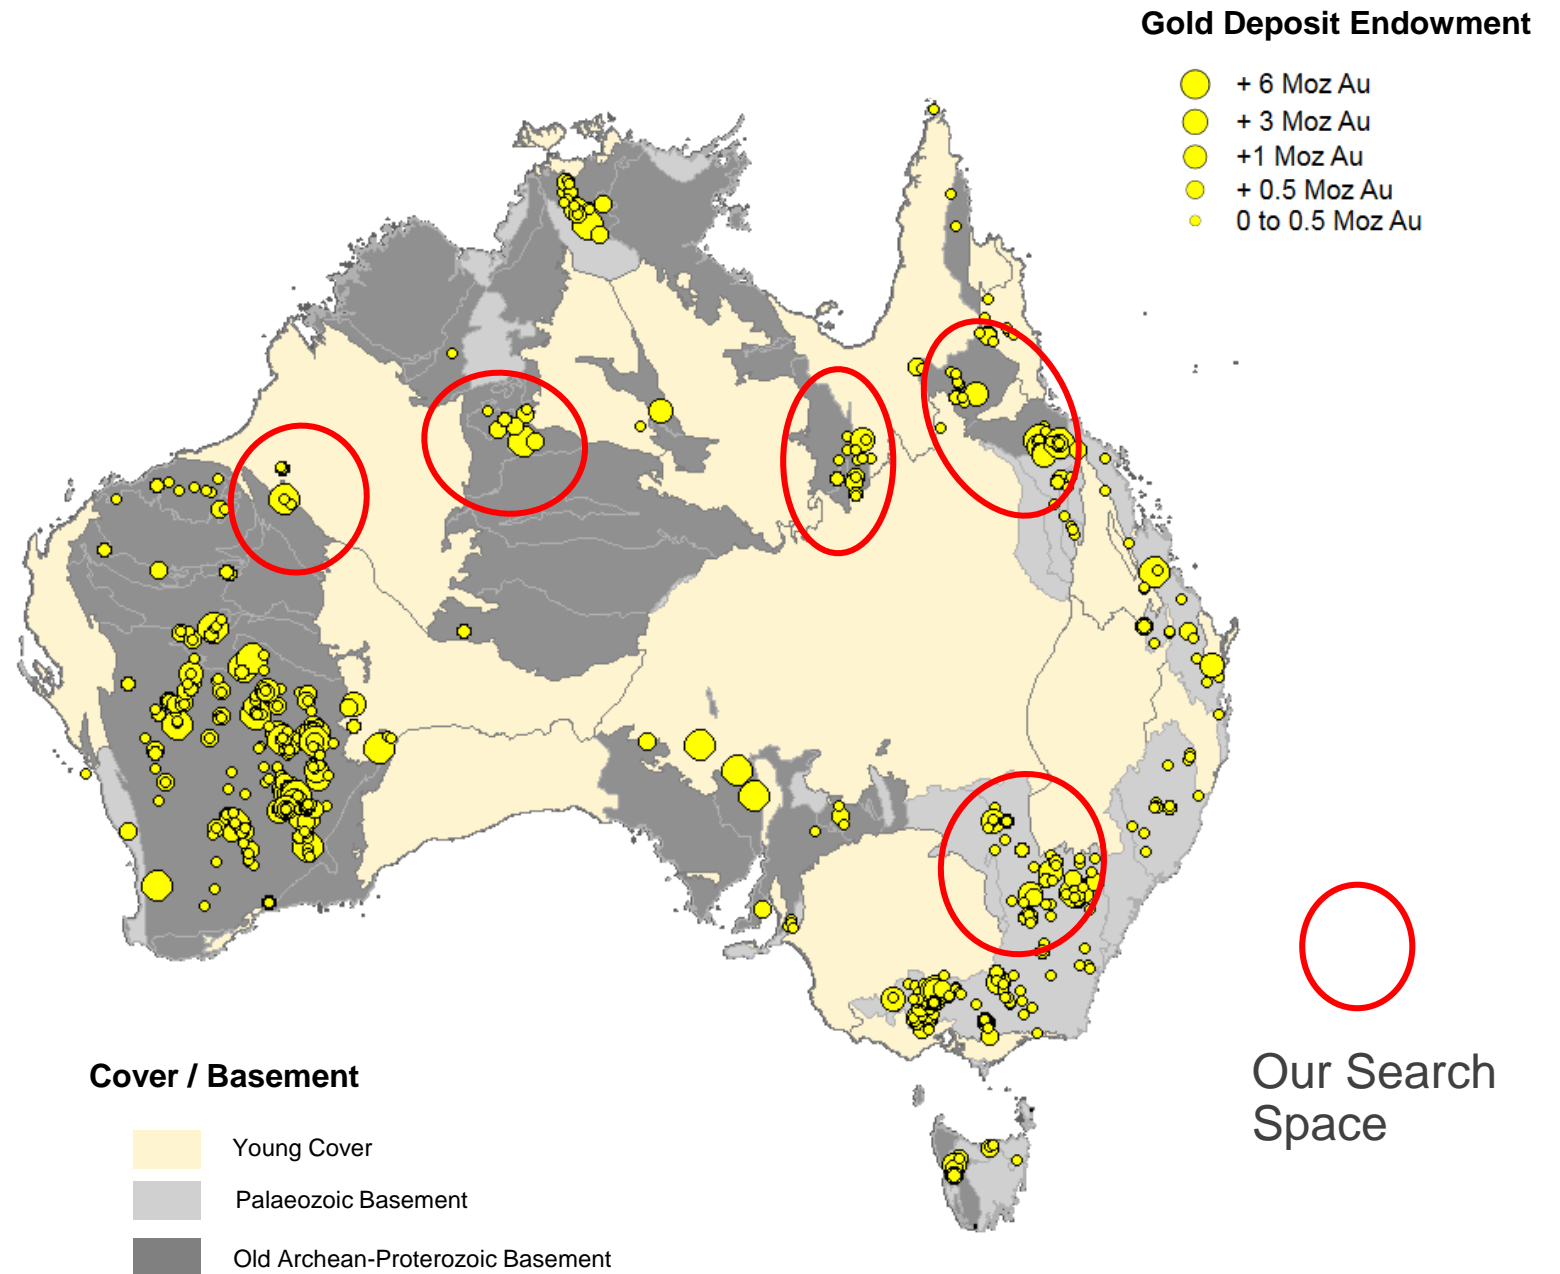 Gold Deposit Endowment
+ 6 Moz Au
+ 3 Moz Au
+1 Moz Au
+ 0.5 Moz Au
0 to 0.5 Moz Au
Our Search
Space
Cover / Basement
Young Cover
Palaeozoic Basement
Old Archean-Proterozoic Basement